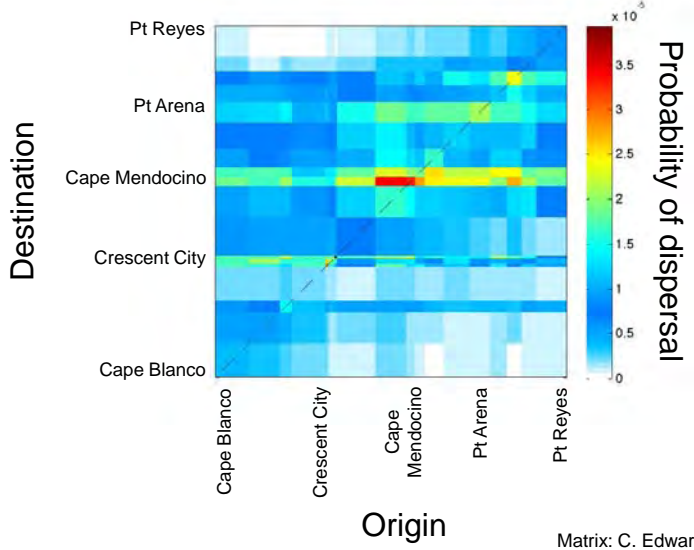 x 10⁻⁵
Pt Reyes
Pt Arena
Cape Mendocino
Crescent City
Cape Blanco
Destination
3.5
3
2.5
2
1.5
1
0.5
0
Probability of dispersal
Cape Blanco
Crescent City
Cape
Mendocino
Pt Arena
Pt Reyes
Origin
Matrix: C. Edwar